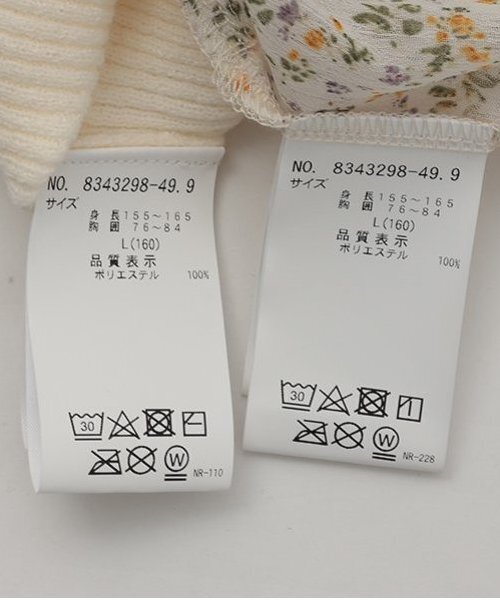 NO. 8343298-49.9
サイズ
身 長155～165
胸 囲 76～84
L(160)
品質表示
ポリエステル 100%
30
W
NR-110
NO. 8343298-49.9
サイズ
身 長155～165
胸 囲 76～84
L(160)
品質表示
ポリエステル 100%
30
W
NR-228